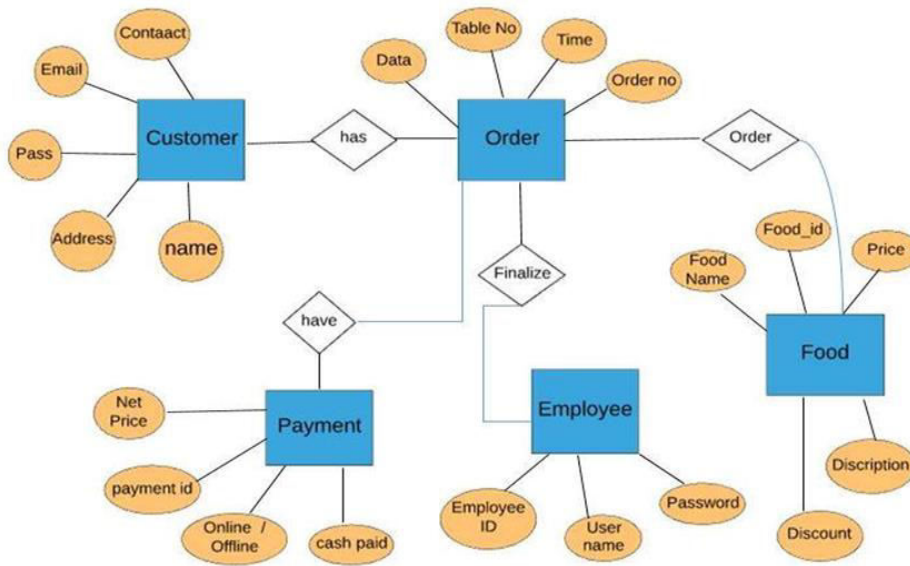 Contaact
Table No
Time
Data
Email
Order no
Customer
has
Order
Order
Pass
Address
name
Food_id
Finalize
Food
Name
Price
have
Food
Net
Price
Payment
Employee
payment id
Employee
ID
Password
Discription
Online /
Offline
cash paid
User
name
Discount